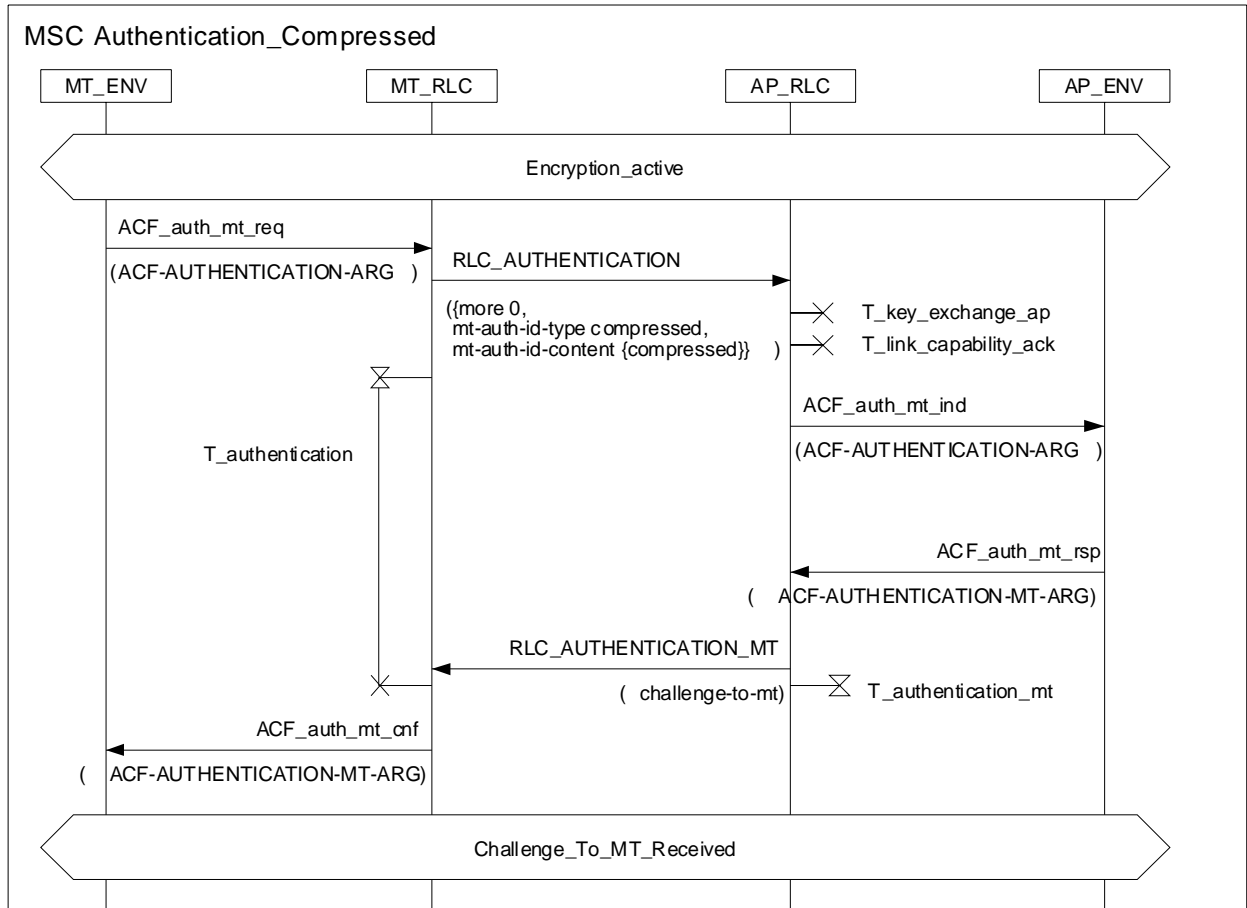 MSC Authentication_Compressed
MT_ENV
MT_RLC
AP_RLC
AP_ENV
Encryption_active
ACF_auth_mt_req
(ACF-AUTHENTICATION-ARG )
RLC_AUTHENTICATION
({more 0,
mt-auth-id-type compressed,
mt-auth-id-content {compressed}} )
T_key_exchange_ap
T_link_capability_ack
ACF_auth_mt_ind
(ACF-AUTHENTICATION-ARG )
T_authentication
ACF_auth_mt_rsp
( ACF-AUTHENTICATION-MT-ARG)
RLC_AUTHENTICATION_MT
( challenge-to-mt)
T_authentication_mt
ACF_auth_mt_cnf
( ACF-AUTHENTICATION-MT-ARG)
Challenge_To_MT_Received